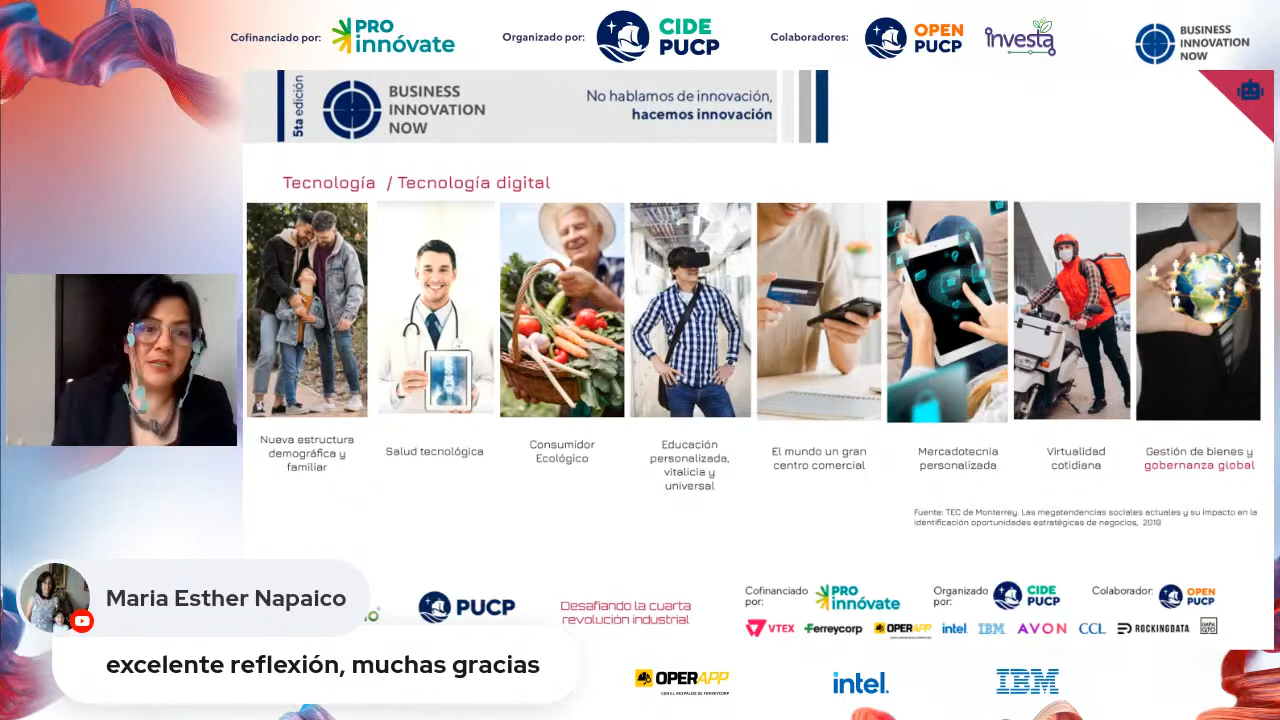 Cofinanciado por:
PRO
innóvate
Organizado por:
CIDE
PUCP
Colaboradores:
OPEN
PUCP
investa
BUSINESS
INNOVATION
NOW
5ta edición
BUSINESS
INNOVATION
NOW
No hablamos de innovación,
hacemos innovación
Tecnología / Tecnología digital
Nueva estructura
demográfica y
familiar
Salud tecnológica
Consumidor
Ecológico
Educación
personalizada,
vitalicia y
universal
El mundo un gran
centro comercial
Mercadotecnia
personalizada
Virtualidad
cotidiana
Gestión de bienes y
gobernanza global
Fuente: TEC de Monterrey. Las megatendencias sociales actuales y su impacto en la
identificación oportunidades estratégicas de negocios, 2019
Maria Esther Napaico
excelente reflexión, muchas gracias
PUCP
Desafiando la cuarta
revolución industrial
Cofinanciado
por:
PRO
innóvate
Organizado
por:
CIDE
PUCP
Colaborador:
OPEN
PUCP
VTEX
Ferreycorp
OPERAPP
intel
IBM
AVON
CCL
ROCKINGDATA
OPERAPP
CON EL RESPALDO DE FERREYCORP
intel.
IBM